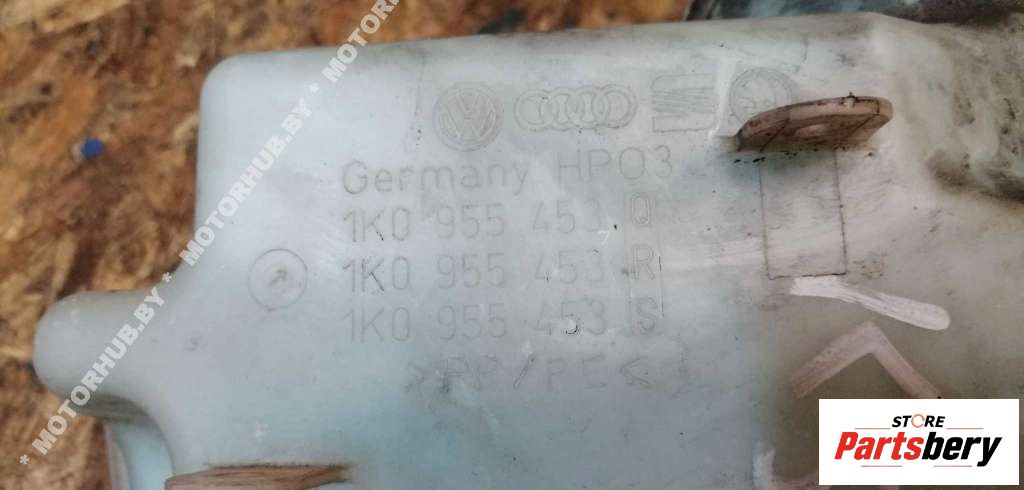 Germany HP03
1K0 955 453 Q
1K0 955 453 R
1K0 955 453 S
>PP/PE<
* MOTORHUB.BY * MOTORHUB.BY * MOTORHUB.BY *
STORE
Partsbery